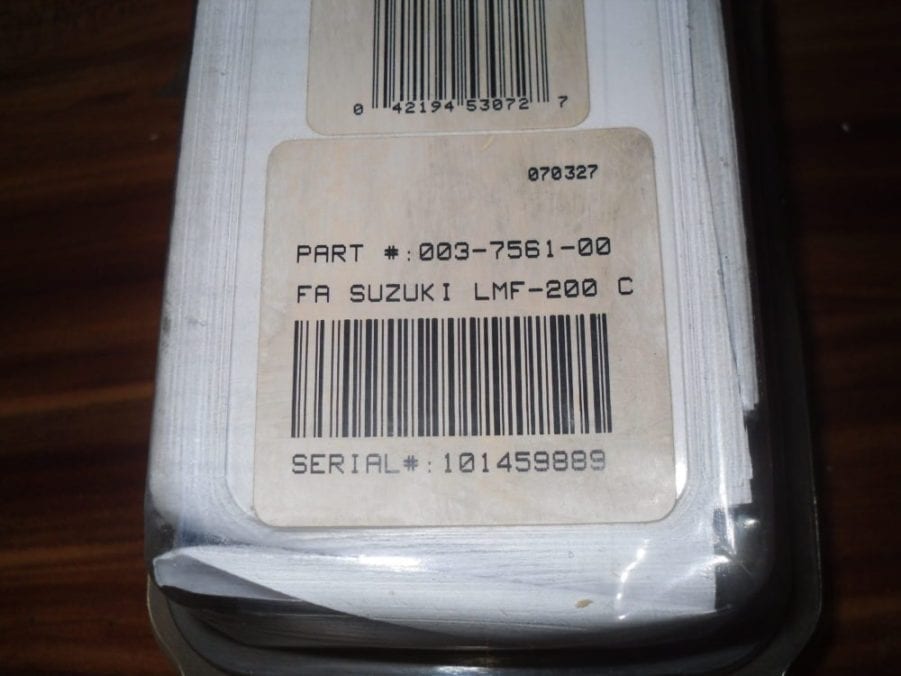 0 42194 53072 7
070327
PART #:003-7561-00
FA SUZUKI LMF-200 C
SERIAL#:101459889